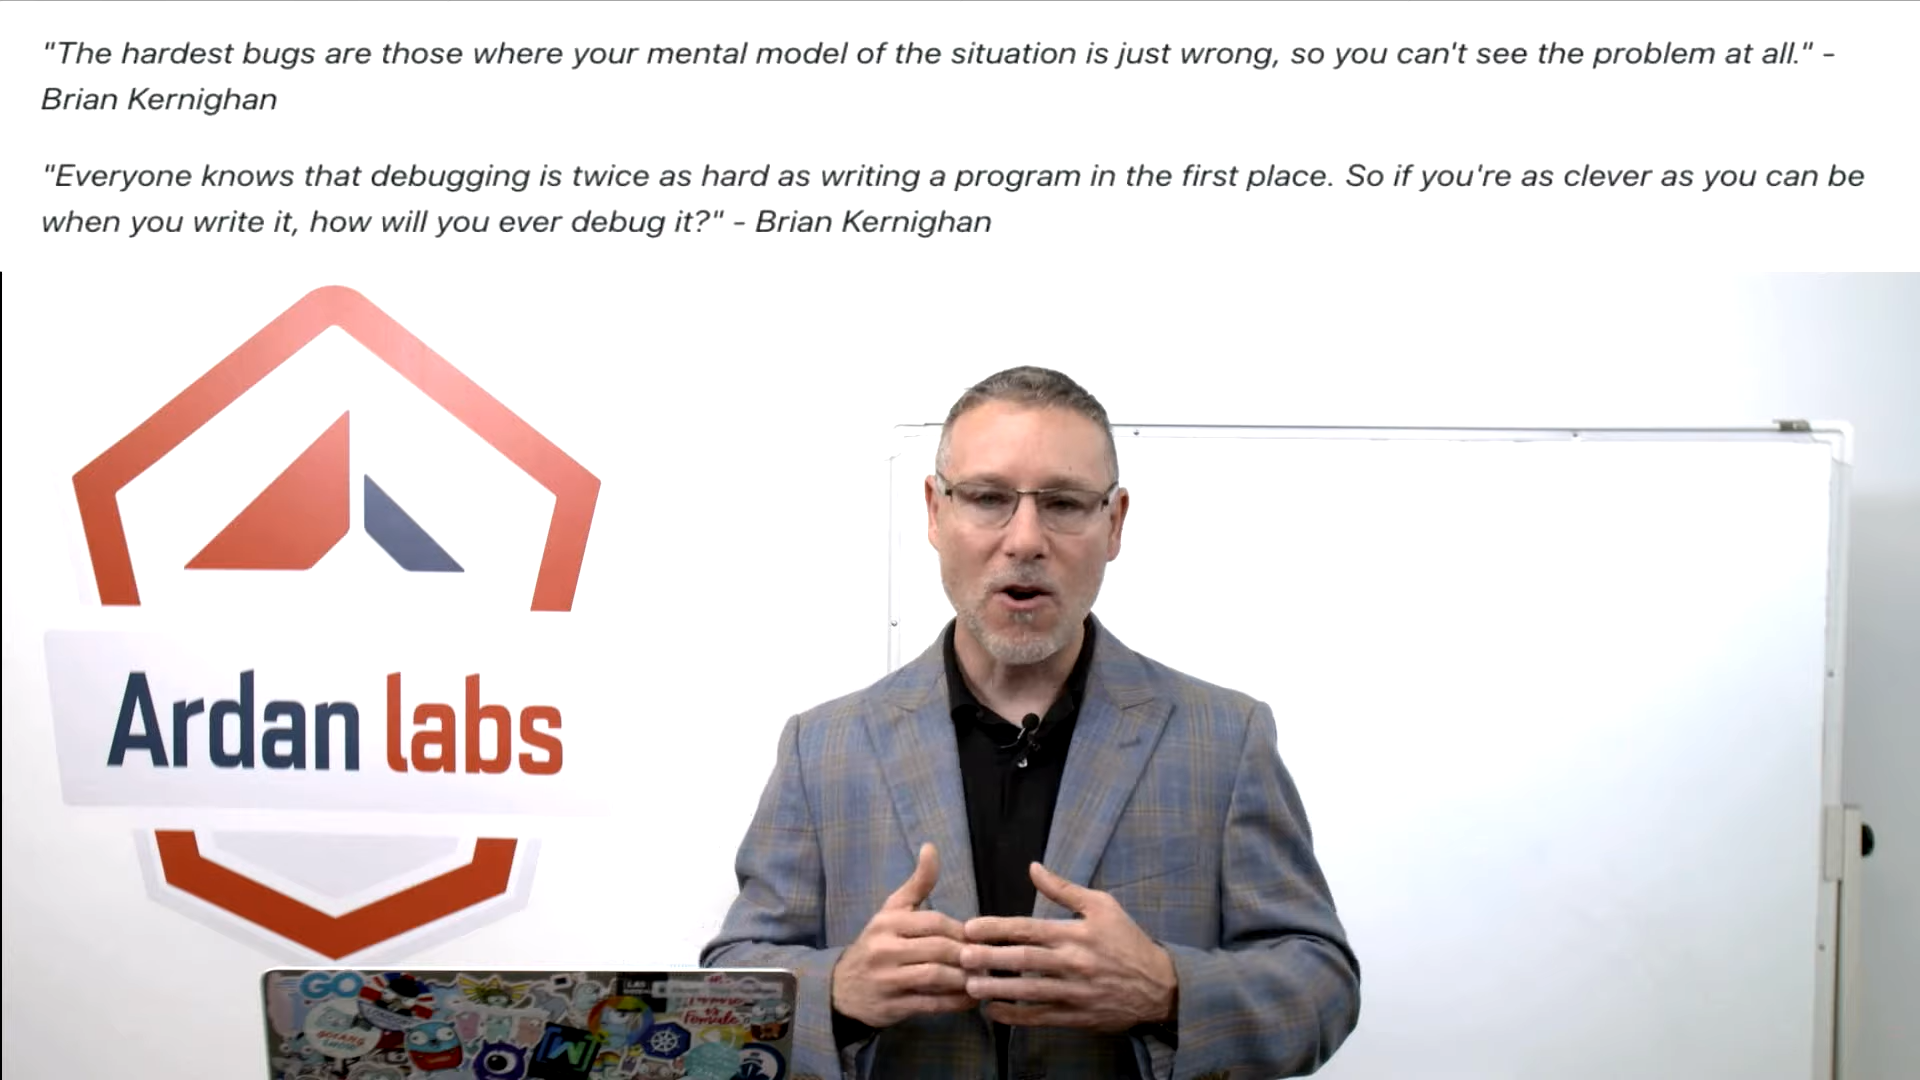 "The hardest bugs are those where your mental model of the situation is just wrong, so you can't see the problem at all." -
Brian Kernighan
"Everyone knows that debugging is twice as hard as writing a program in the first place. So if you're as clever as you can be
when you write it, how will you ever debug it?" - Brian Kernighan
Ardan labs
GO